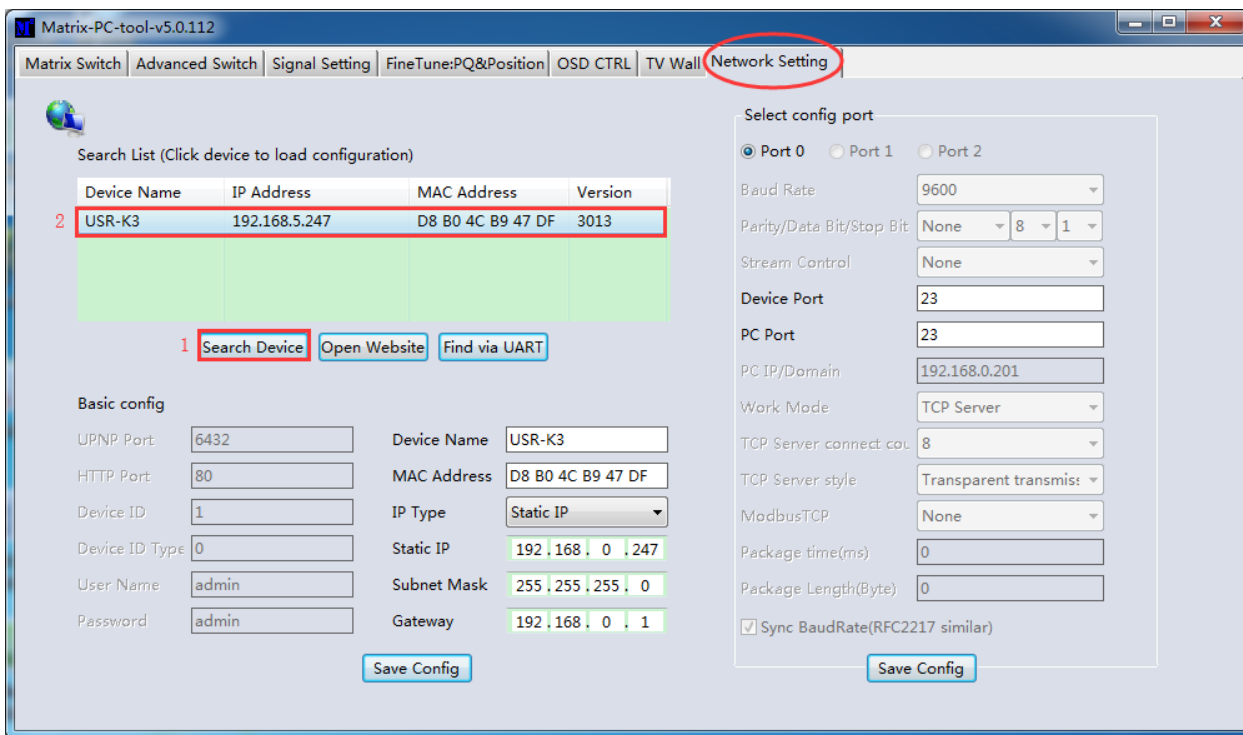 Matrix-PC-tool-v5.0.112
Matrix Switch Advanced Switch Signal Setting FineTune:PQ&Position OSD CTRL TV Wall Network Setting
Search List (Click device to load configuration)
Device Name IP Address MAC Address Version
2 USR-K3 192.168.5.247 D8 B0 4C B9 47 DF 3013
1 Search Device Open Website Find via UART
Basic config
UPNP Port 6432
HTTP Port 80
Device ID 1
Device ID Type 0
User Name admin
Password admin
Device Name USR-K3
MAC Address D8 B0 4C B9 47 DF
IP Type Static IP
Static IP 192 . 168 . 0 . 247
Subnet Mask 255 . 255 . 255 . 0
Gateway 192 . 168 . 0 . 1
Save Config
Select config port
Port 0 Port 1 Port 2
Baud Rate 9600
Parity/Data Bit/Stop Bit None 8 1
Stream Control None
Device Port 23
PC Port 23
PC IP/Domain 192.168.0.201
Work Mode TCP Server
TCP Server connect cou 8
TCP Server style Transparent transmis:
ModbusTCP None
Package time(ms) 0
Package Length(Byte) 0
Sync BaudRate(RFC2217 similar)
Save Config